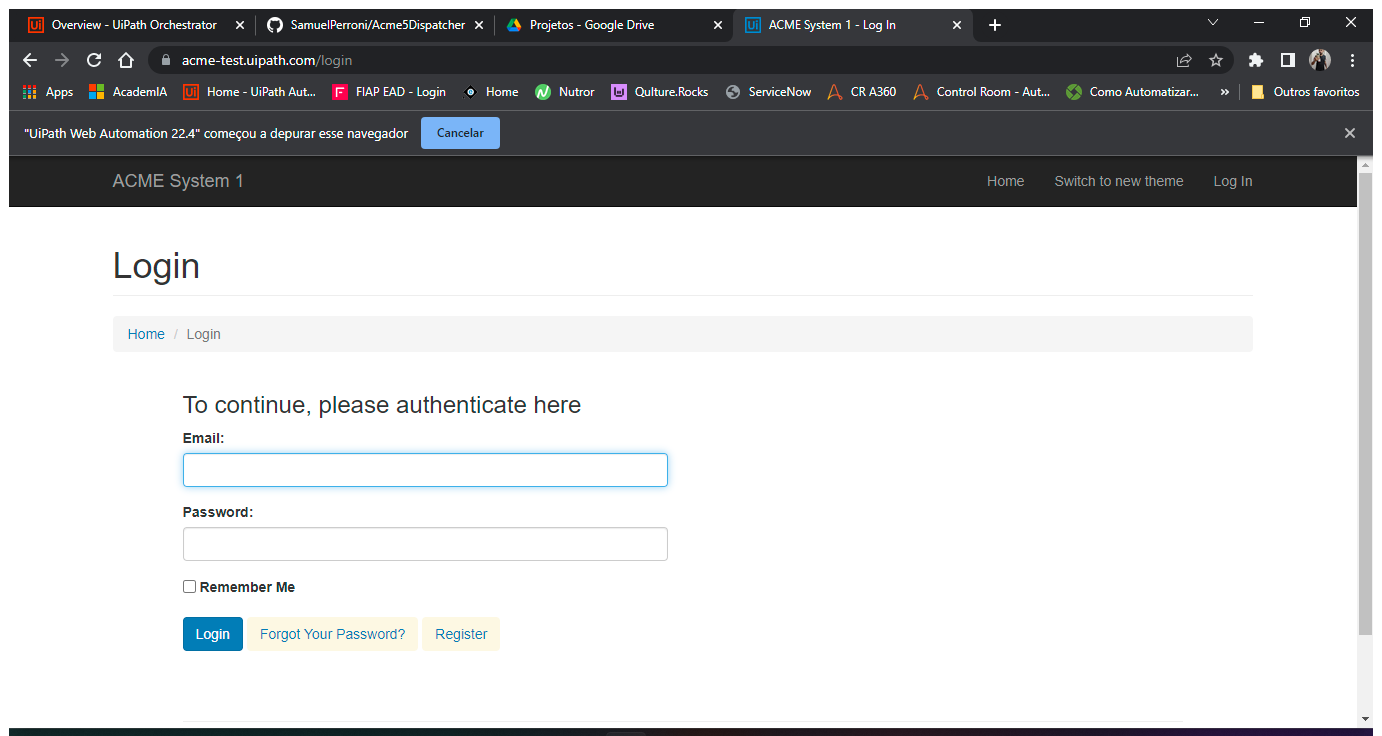 Overview - UiPath Orchestrator SamuelPerroni/Acme5Dispatcher Projetos - Google Drive ACME System 1 - Log In
acme-test.uipath.com/login
Apps AcademIA Home - UiPath Aut... FIAP EAD - Login Home Nutror Qulture.Rocks ServiceNow CR A360 Control Room - Aut... Como Automatizar... » Outros favoritos
"UiPath Web Automation 22.4" começou a depurar esse navegador Cancelar
ACME System 1 Home Switch to new theme Log In
Login
Home / Login
To continue, please authenticate here
Email:
Password:
Remember Me
Login Forgot Your Password? Register